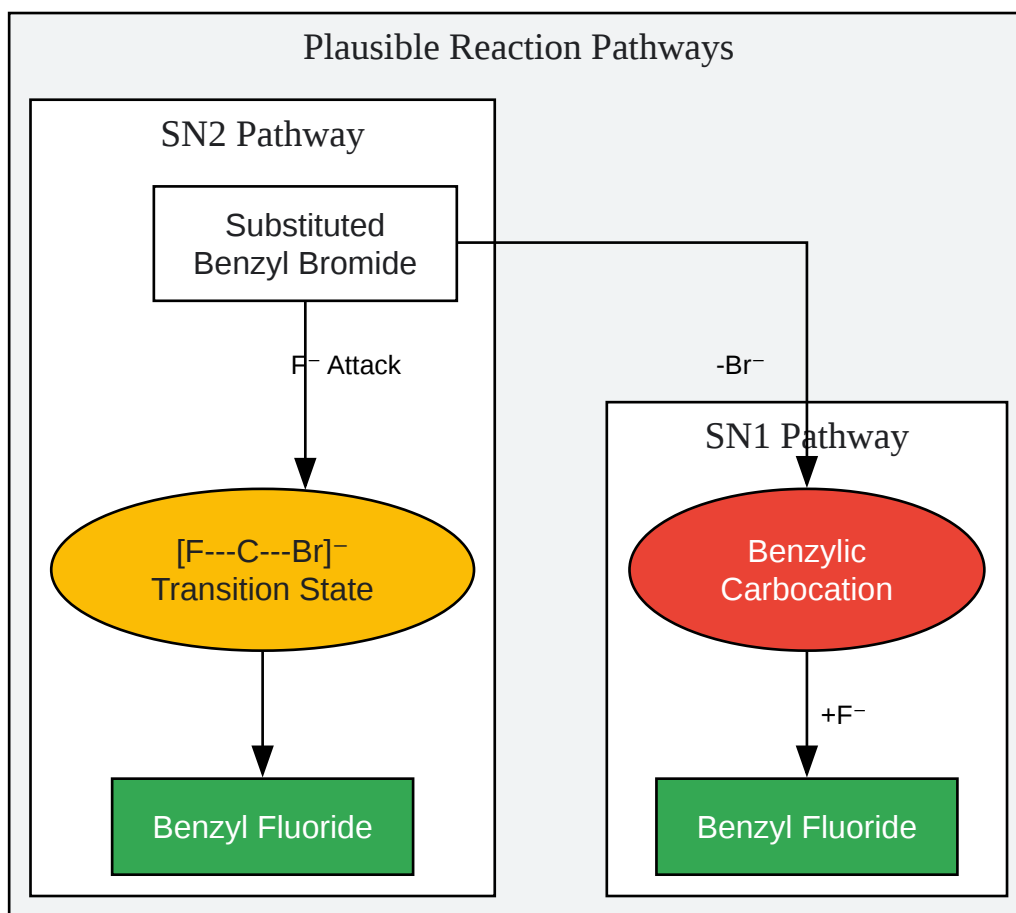 Plausible Reaction Pathways
SN2 Pathway
Substituted
Benzyl Bromide
F⁻ Attack
-Br⁻
SN1 Pathway
[F---C---Br]⁻
Transition State
Benzylic
Carbocation
+F⁻
Benzyl Fluoride
Benzyl Fluoride